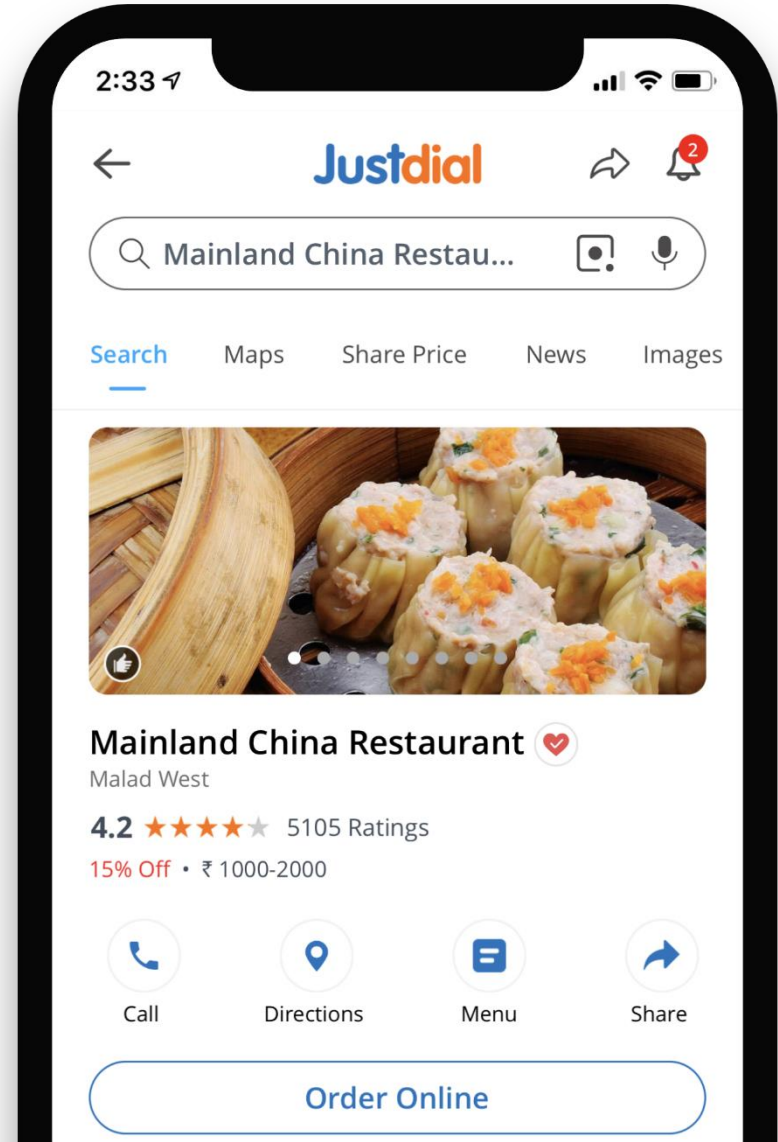 2:33
Justdial
2
Mainland China Restau...
Search Maps Share Price News Images
Mainland China Restaurant
Malad West
4.2 5105 Ratings
15% Off • ₹ 1000-2000
Call Directions Menu Share
Order Online